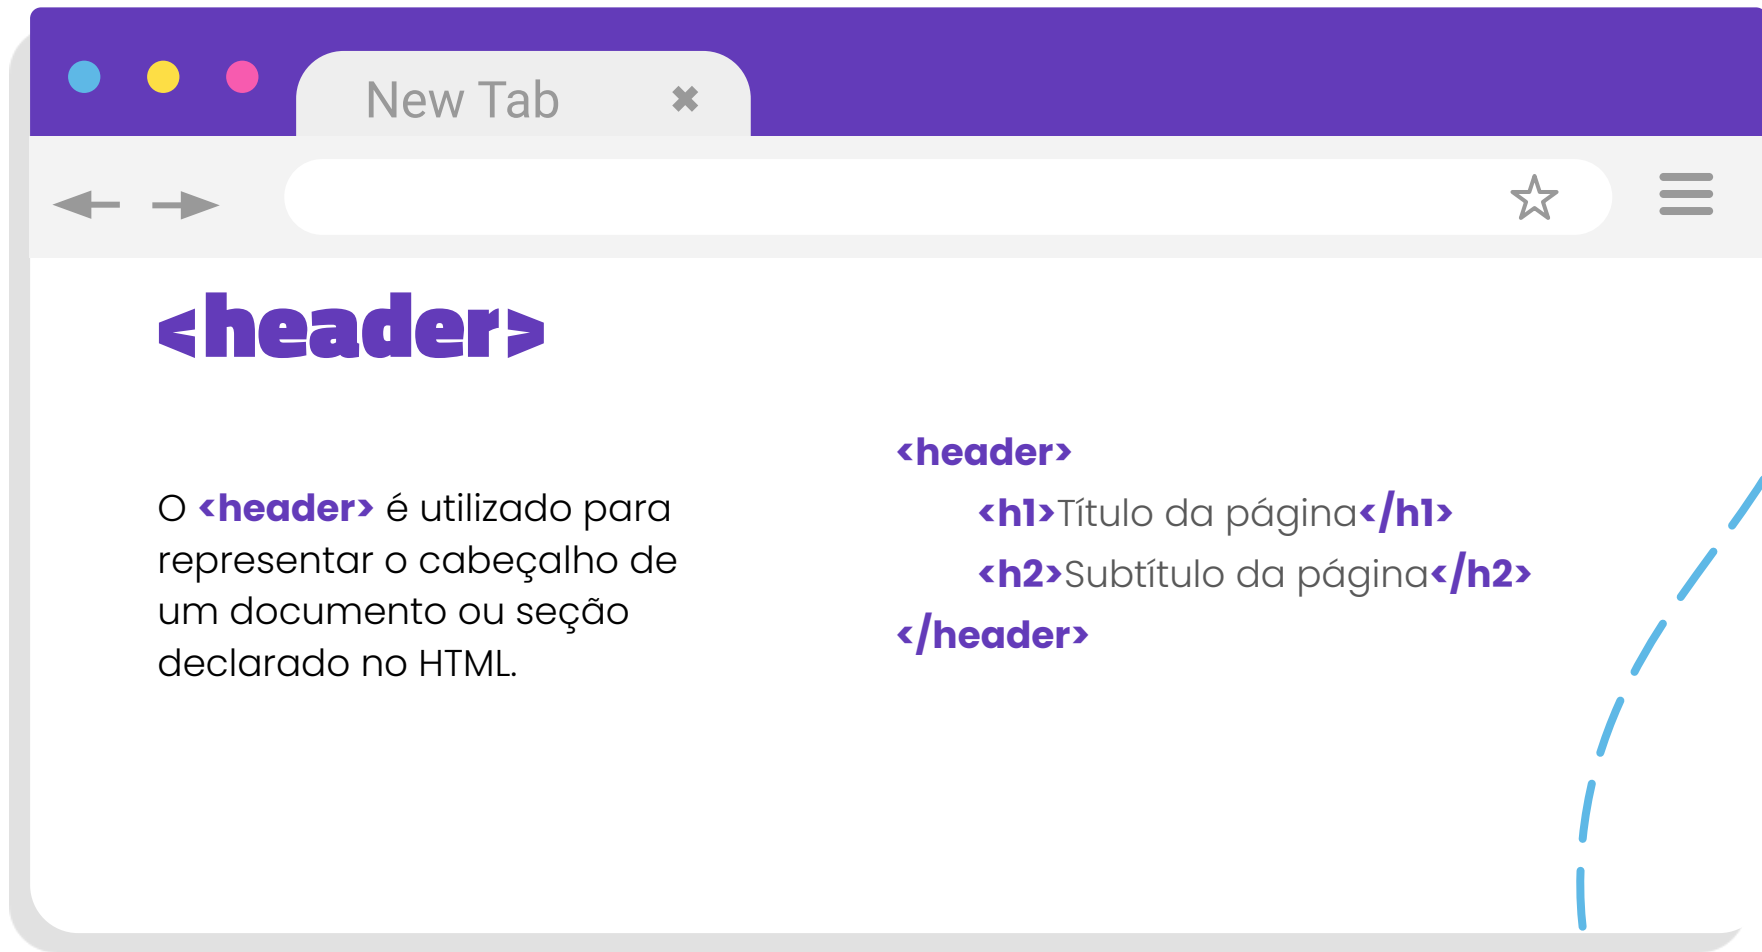 New Tab
<header>
O <header> é utilizado para
representar o cabeçalho de
um documento ou seção
declarado no HTML.
<header>
<h1>Título da página</h1>
<h2>Subtítulo da página</h2>
</header>